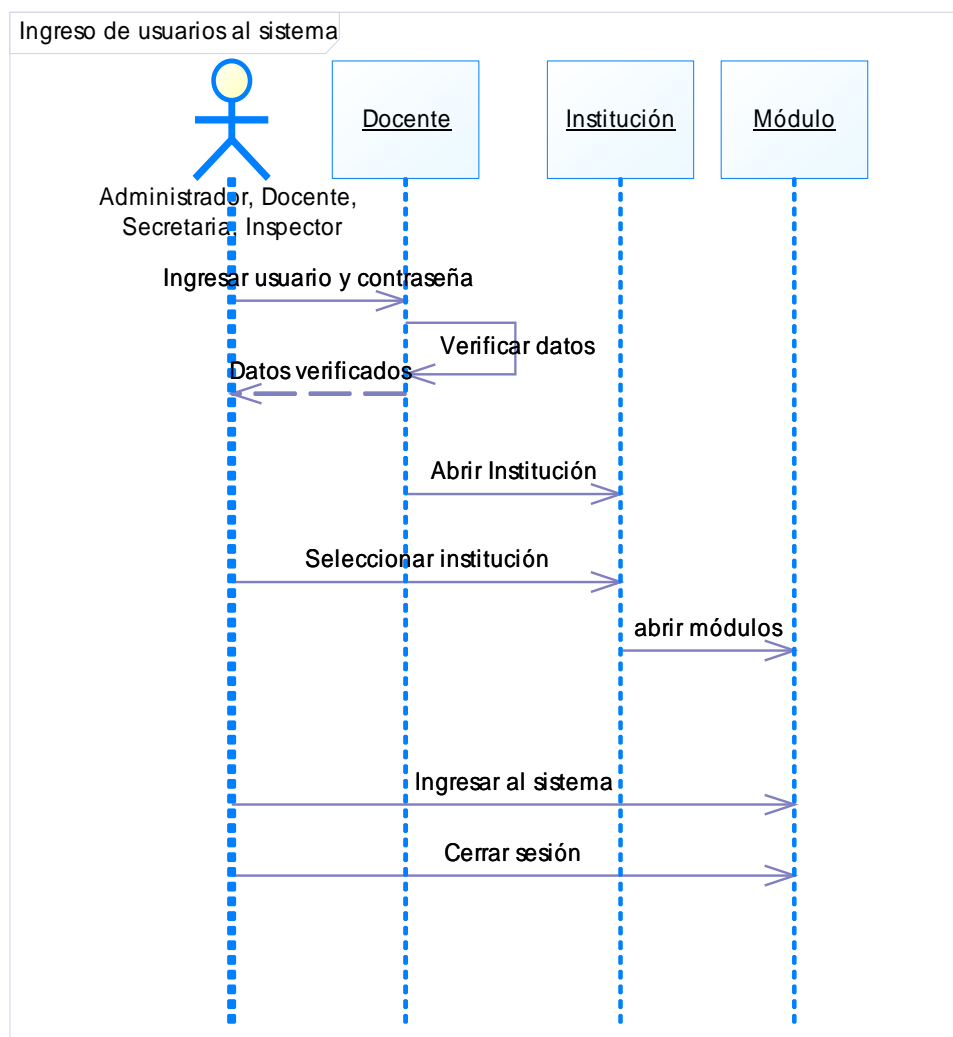 Ingreso de usuarios al sistema
Docente
Institución
Módulo
Administrador, Docente,
Secretaria, Inspector
Ingresar usuario y contraseña
Verificar datos
Datos verificados
Abrir Institución
Seleccionar institución
abrir módulos
Ingresar al sistema
Cerrar sesión